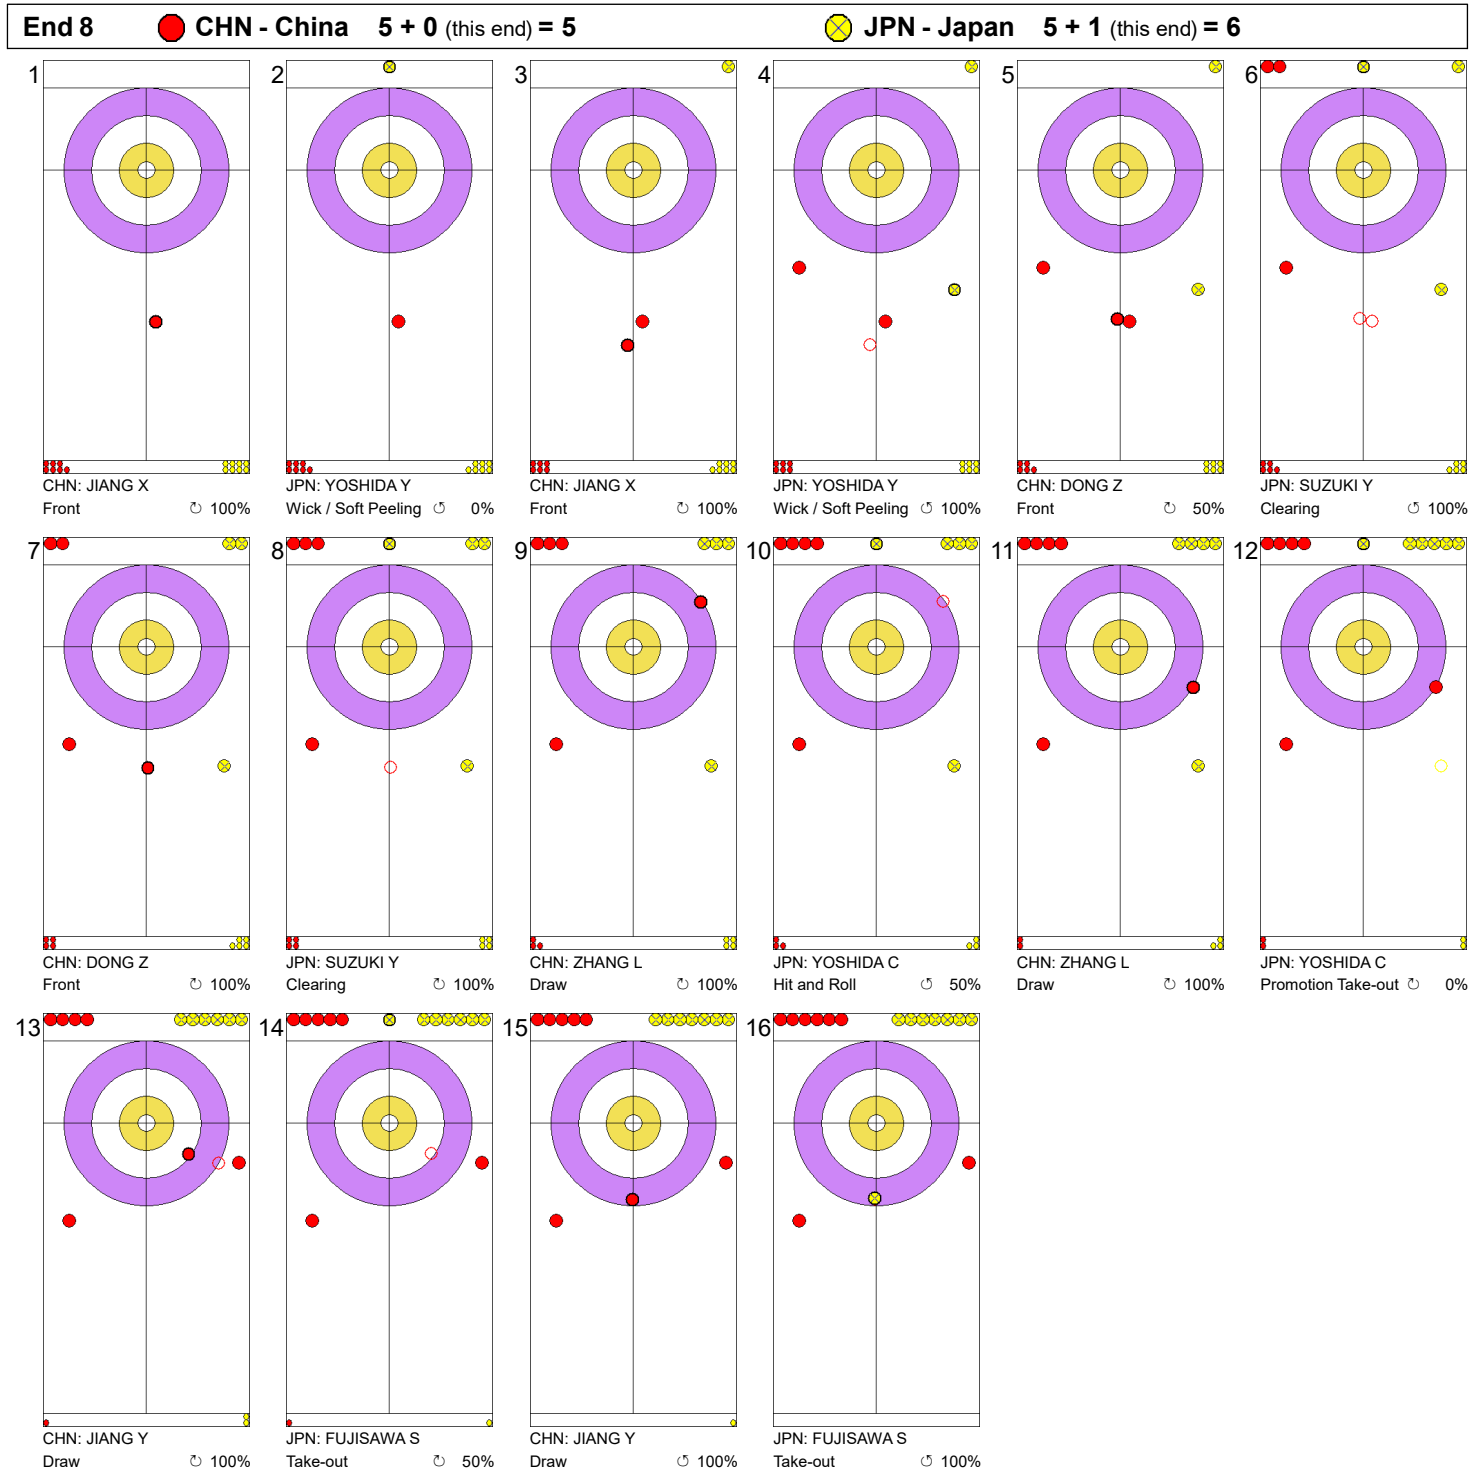 End 8 CHN - China 5 + 0 (this end) = 5 JPN - Japan 5 + 1 (this end) = 6
1 2 3 4 5 6
CHN: JIANG X JPN: YOSHIDA Y CHN: JIANG X JPN: YOSHIDA Y CHN: DONG Z JPN: SUZUKI Y
Front ↻ 100% Wick / Soft Peeling ↺ 0% Front ↻ 100% Wick / Soft Peeling ↺ 100% Front ↻ 50% Clearing ↻ 100%
7 8 9 10 11 12
CHN: DONG Z JPN: SUZUKI Y CHN: ZHANG L JPN: YOSHIDA C CHN: ZHANG L JPN: YOSHIDA C
Front ↻ 100% Clearing ↻ 100% Draw ↻ 100% Hit and Roll ↺ 50% Draw ↻ 100% Promotion Take-out ↻ 0%
13 14 15 16
CHN: JIANG Y JPN: FUJISAWA S CHN: JIANG Y JPN: FUJISAWA S
Draw ↻ 100% Take-out ↻ 50% Draw ↻ 100% Take-out ↺ 100%